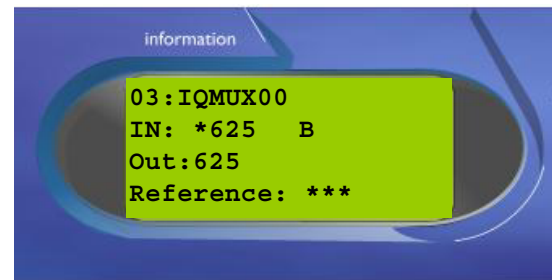 information
03:IQMUX00
IN: *625   B
Out:625
Reference: ***